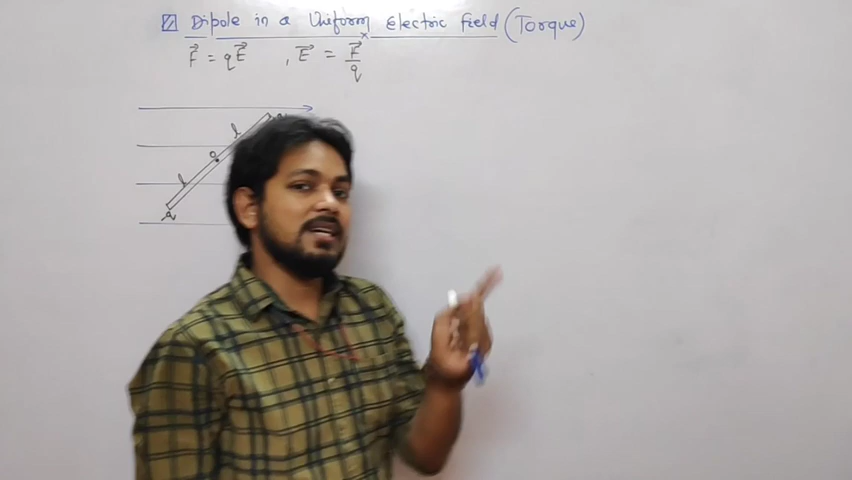 Dipole in a Uniform Electric field (Torque)
F⃗ = qE⃗ , E⃗ = F⃗/q
l
o
l
-q